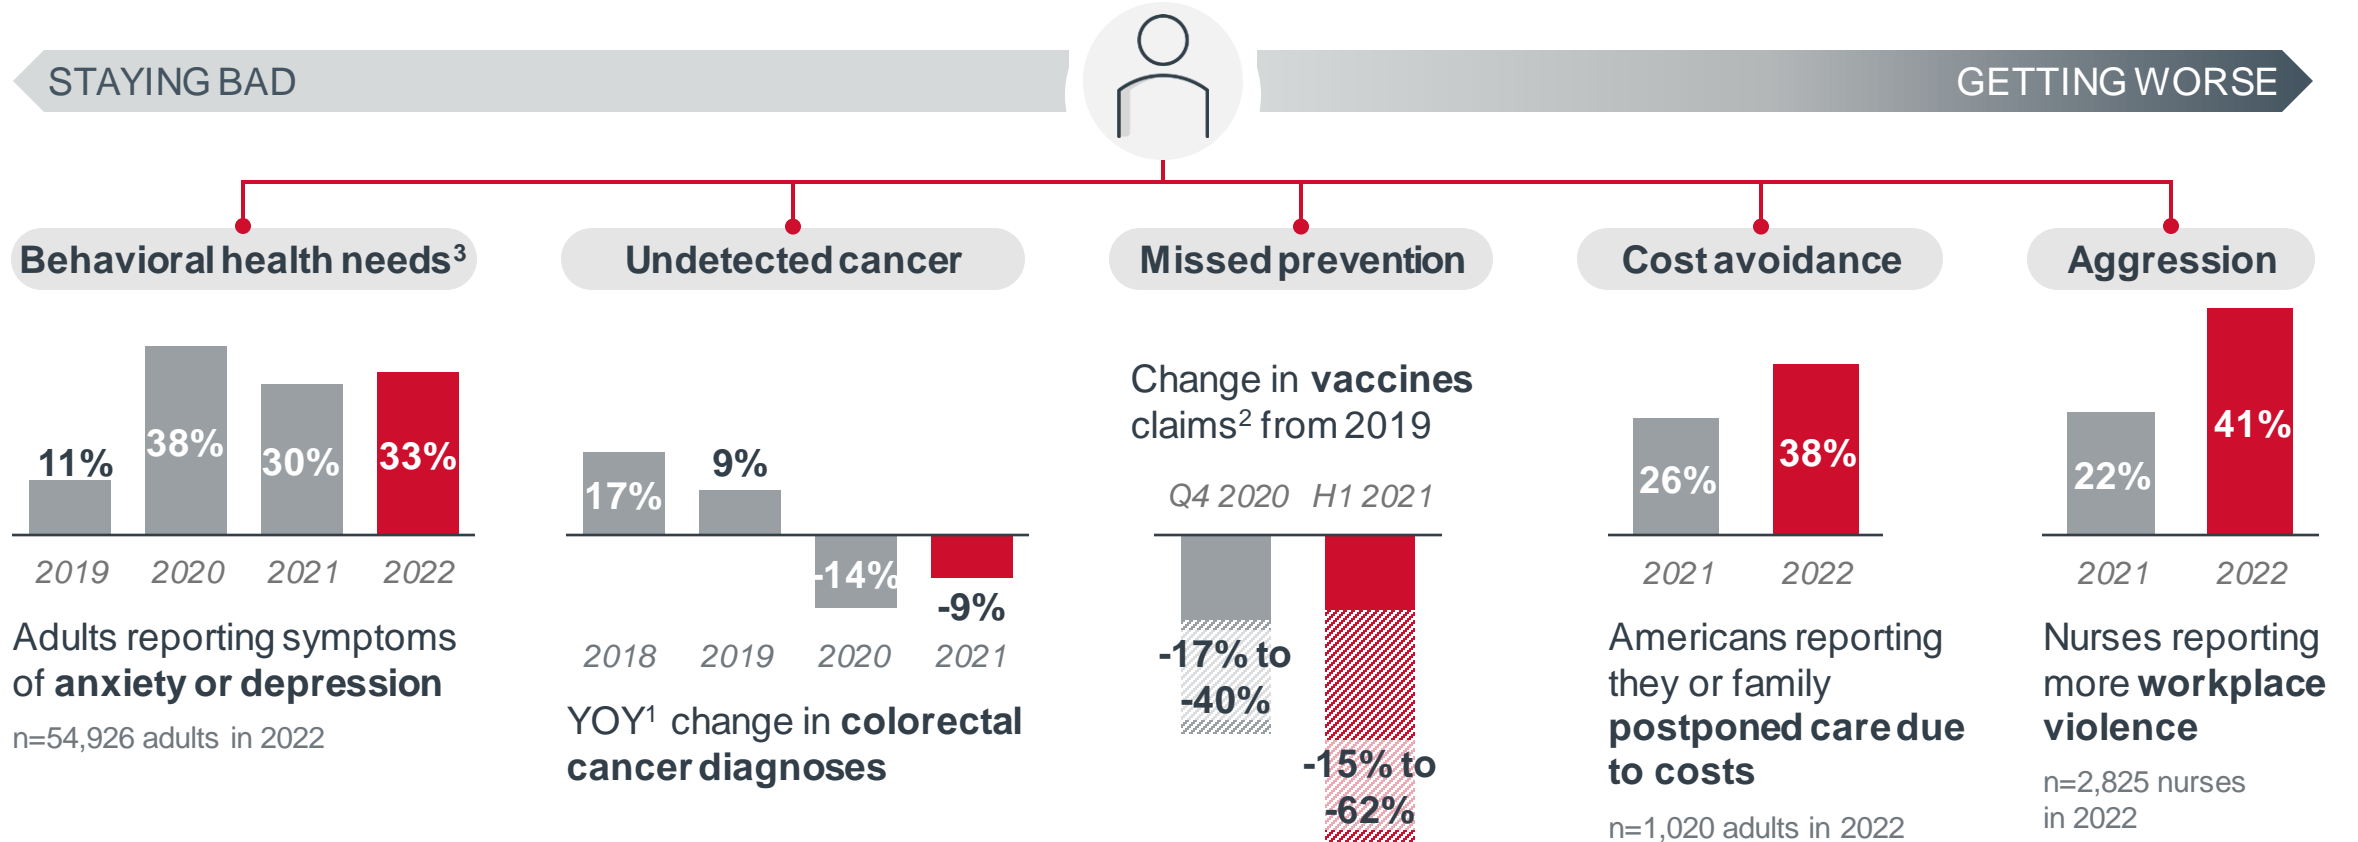 STAYING BAD
GETTING WORSE
Behavioral health needs³
11%
38%
30%
33%
2019 2020 2021 2022
Adults reporting symptoms
of anxiety or depression
n=54,926 adults in 2022
Undetected cancer
17%
9%
-14%
-9%
2018 2019 2020 2021
YOY¹ change in colorectal
cancer diagnoses
Missed prevention
Change in vaccines
claims² from 2019
Q4 2020 H1 2021
-17% to
-40%
-15% to
-62%
Cost avoidance
26%
38%
2021 2022
Americans reporting
they or family
postponed care due
to costs
n=1,020 adults in 2022
Aggression
22%
41%
2021 2022
Nurses reporting
more workplace
violence
n=2,825 nurses
in 2022